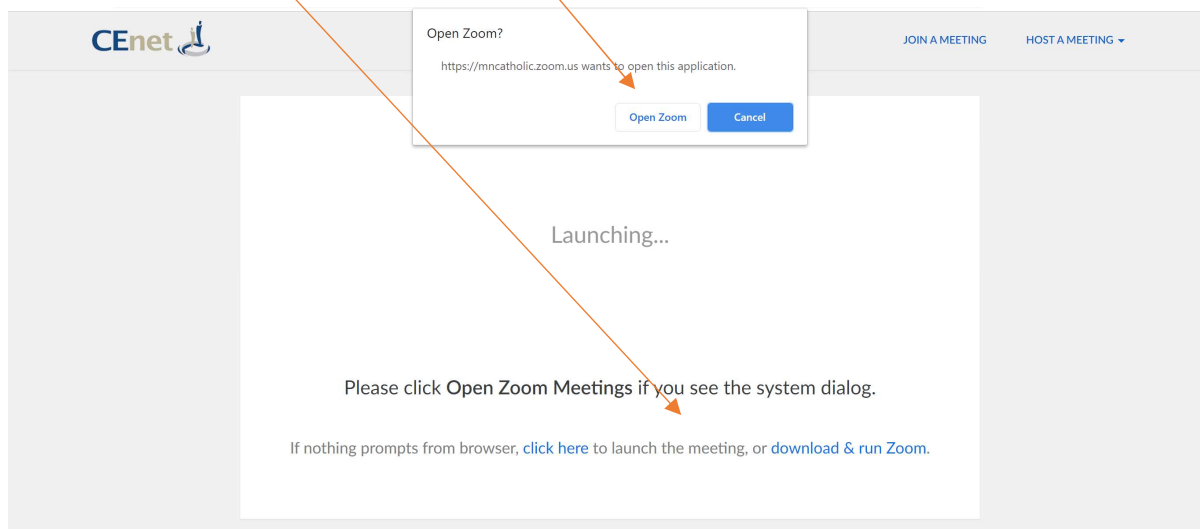 CEnet
JOIN A MEETING
HOST A MEETING
Open Zoom?
https://mncatholic.zoom.us wants to open this application.
Open Zoom
Cancel
Launching...
Please click Open Zoom Meetings if you see the system dialog.
If nothing prompts from browser, click here to launch the meeting, or download & run Zoom.